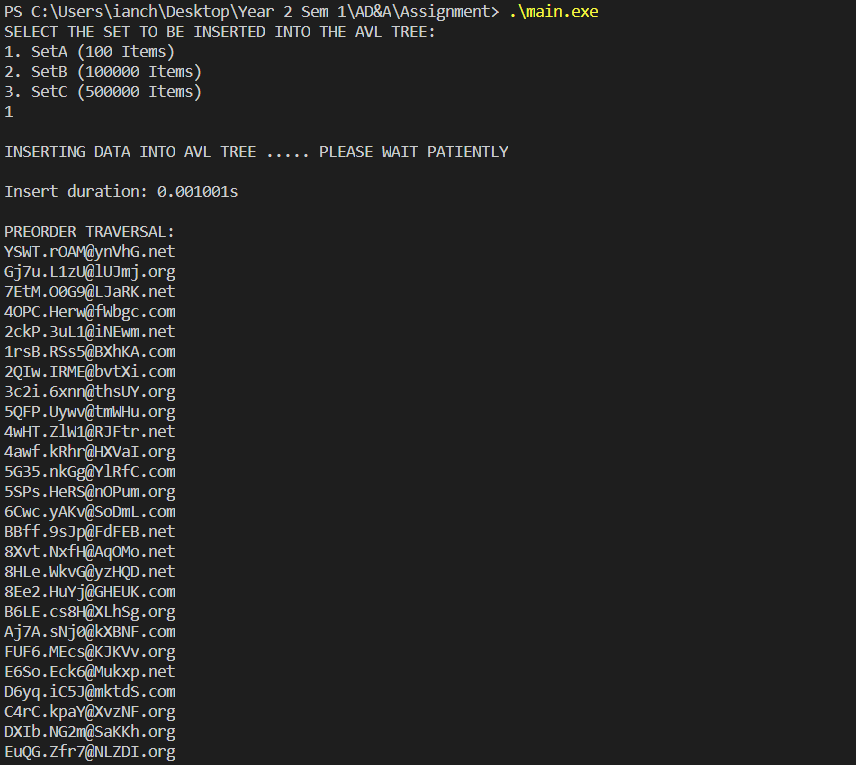 PS C:\Users\ianch\Desktop\Year 2 Sem 1\AD&A\Assignment> .\main.exe
SELECT THE SET TO BE INSERTED INTO THE AVL TREE:
1. SetA (100 Items)
2. SetB (100000 Items)
3. SetC (500000 Items)
1
INSERTING DATA INTO AVL TREE ..... PLEASE WAIT PATIENTLY
Insert duration: 0.001001s
PREORDER TRAVERSAL:
YSWT.rOAM@ynVhG.net
Gj7u.L1zU@lUJmj.org
7EtM.O0G9@LJaRK.net
4OPC.Herw@fWbgc.com
2ckP.3uL1@iNEwm.net
1rsB.RSs5@BXhKA.com
2QIw.IRME@bvtXi.com
3c2i.6xnn@thsUY.org
5QFP.Uywv@tmWHu.org
4wHT.ZlW1@RJFtr.net
4awf.kRhr@HXVaI.org
5G35.nkGg@YlRfC.com
5SPs.HeRS@nOPum.org
6Cwc.yAKv@SoDmL.com
BBff.9sJp@FdFEB.net
8Xvt.NxfH@AqOMo.net
8HLe.WkvG@yzHQD.net
8Ee2.HuYj@GHEUK.com
B6LE.cs8H@XLhSg.org
Aj7A.sNj0@kXBNF.com
FUF6.MEcs@KJKVv.org
E6So.Eck6@Mukxp.net
D6yq.iC5J@mktdS.com
C4rC.kpaY@XvzNF.org
DXIb.NG2m@SaKKh.org
EuQG.Zfr7@NLZDI.org